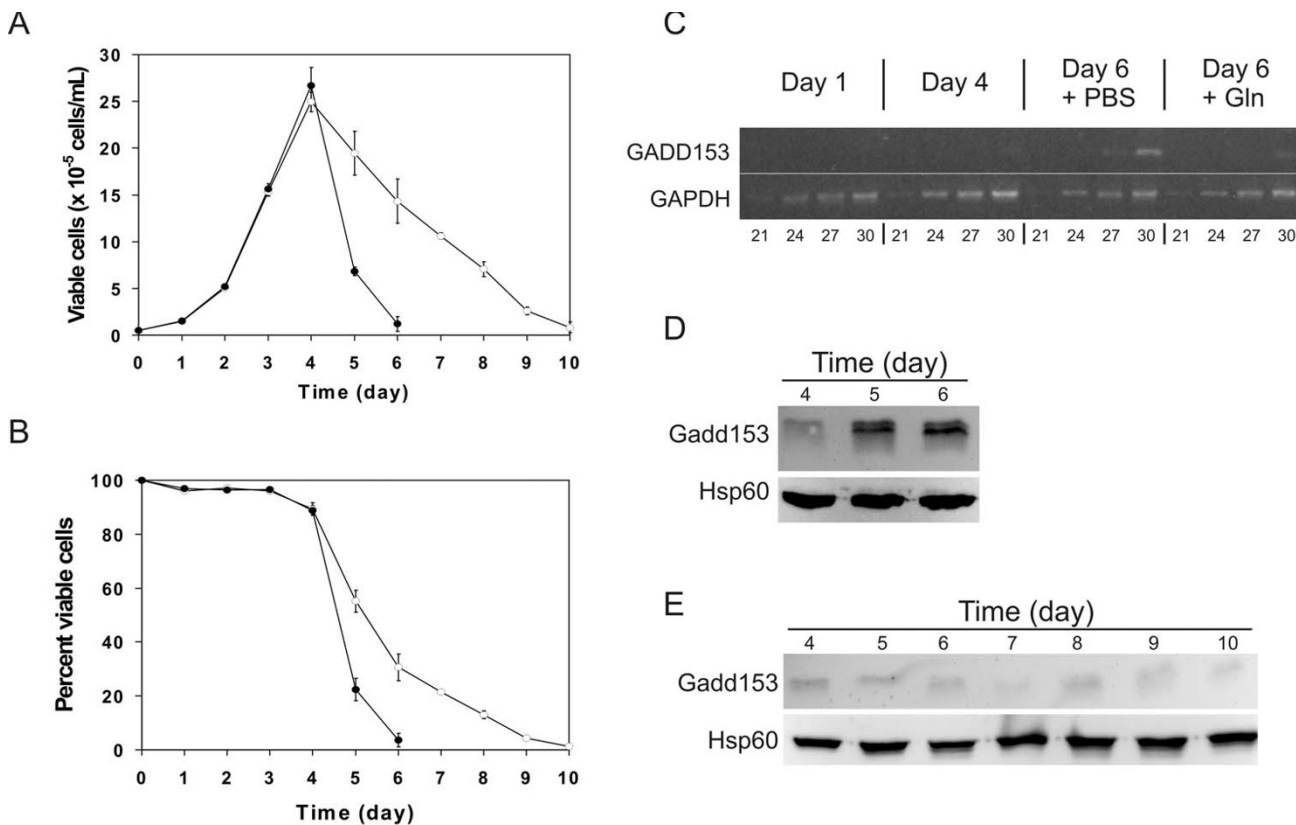 A
30
25
20
15
10
5
0
Viable cells (x 10⁻⁵ cells/mL)
0 1 2 3 4 5 6 7 8 9 10
Time (day)
B
100
80
60
40
20
0
Percent viable cells
0 1 2 3 4 5 6 7 8 9 10
Time (day)
C
Day 1 Day 4 Day 6 + PBS Day 6 + Gln
GADD153
GAPDH
21 24 27 30 21 24 27 30 21 24 27 30 21 24 27 30
D
Time (day)
4 5 6
Gadd153
Hsp60
E
Time (day)
4 5 6 7 8 9 10
Gadd153
Hsp60